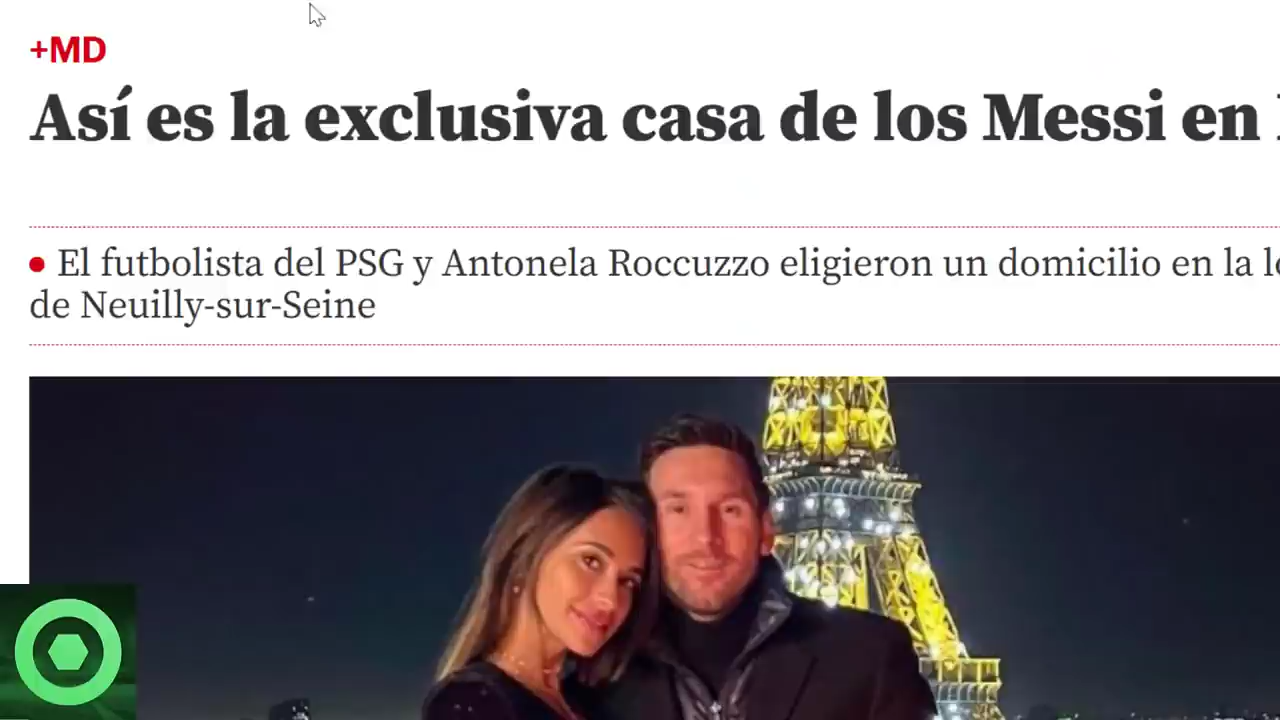 +MD
Así es la exclusiva casa de los Messi en
El futbolista del PSG y Antonela Roccuzzo eligieron un domicilio en la
de Neuilly-sur-Seine